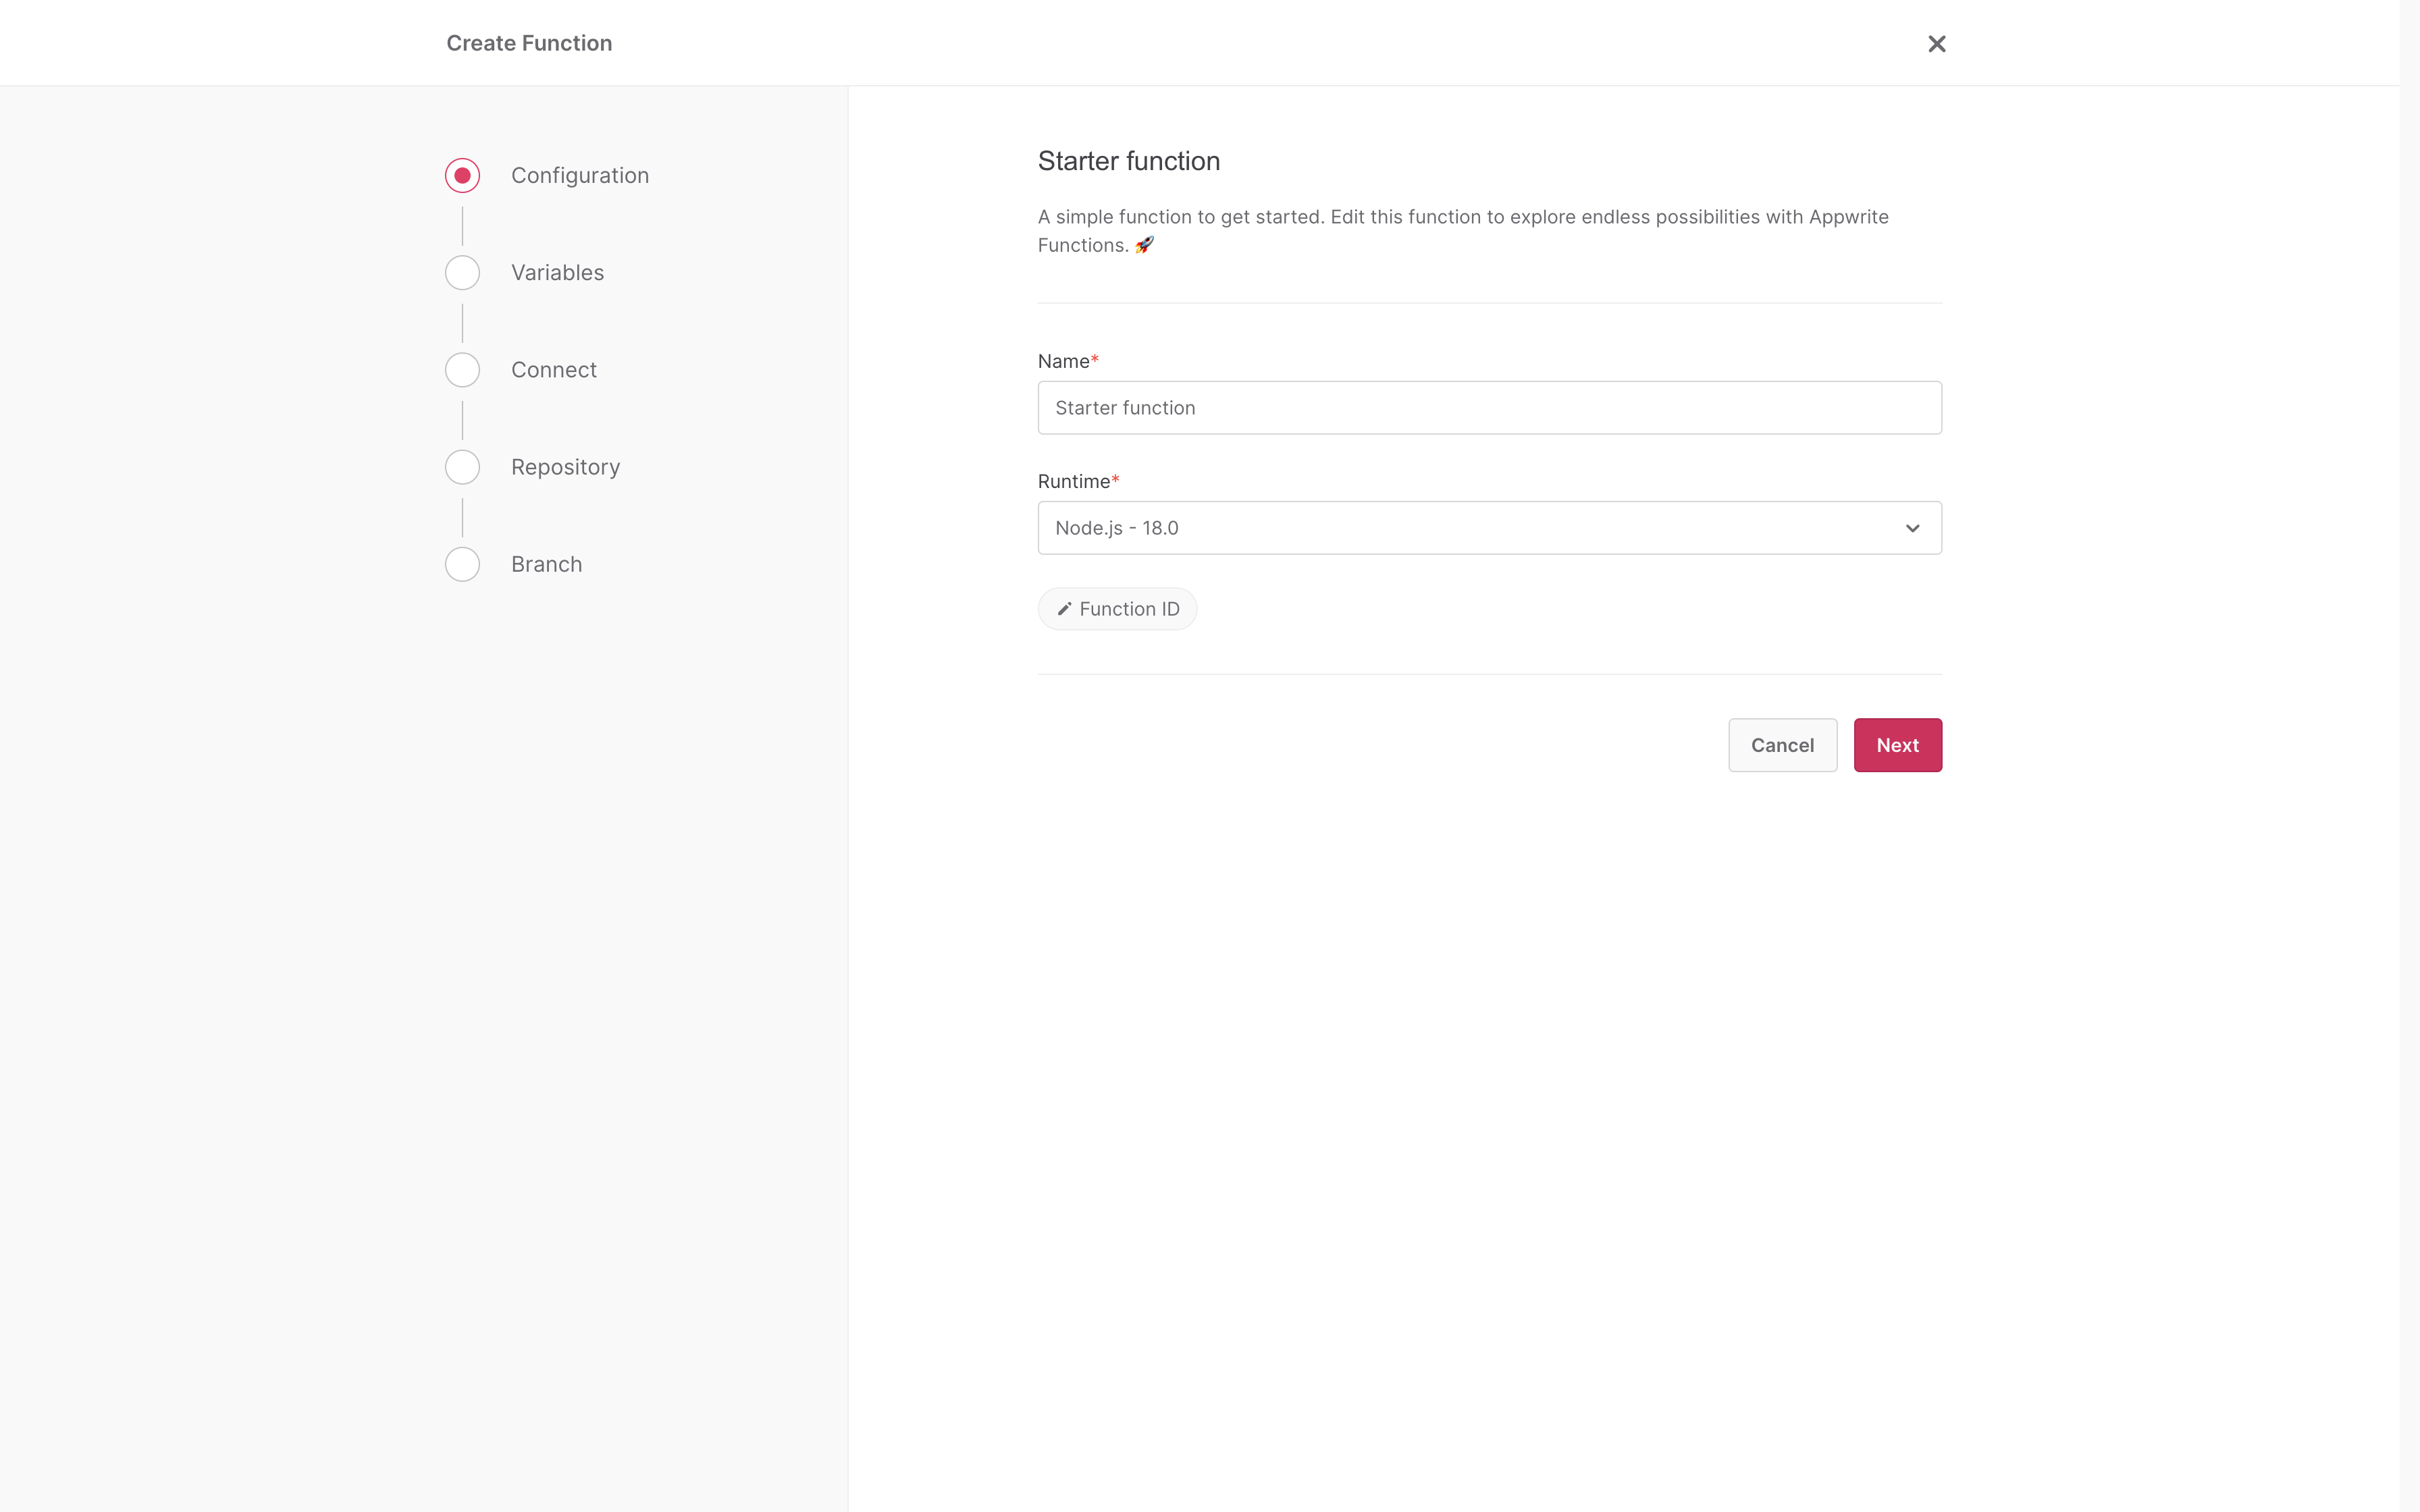 Create Function
Configuration
Variables
Connect
Repository
Branch
Starter function
A simple function to get started. Edit this function to explore endless possibilities with Appwrite
Functions. 🚀
Name*
Starter function
Runtime*
Node.js - 18.0
Function ID
Cancel
Next